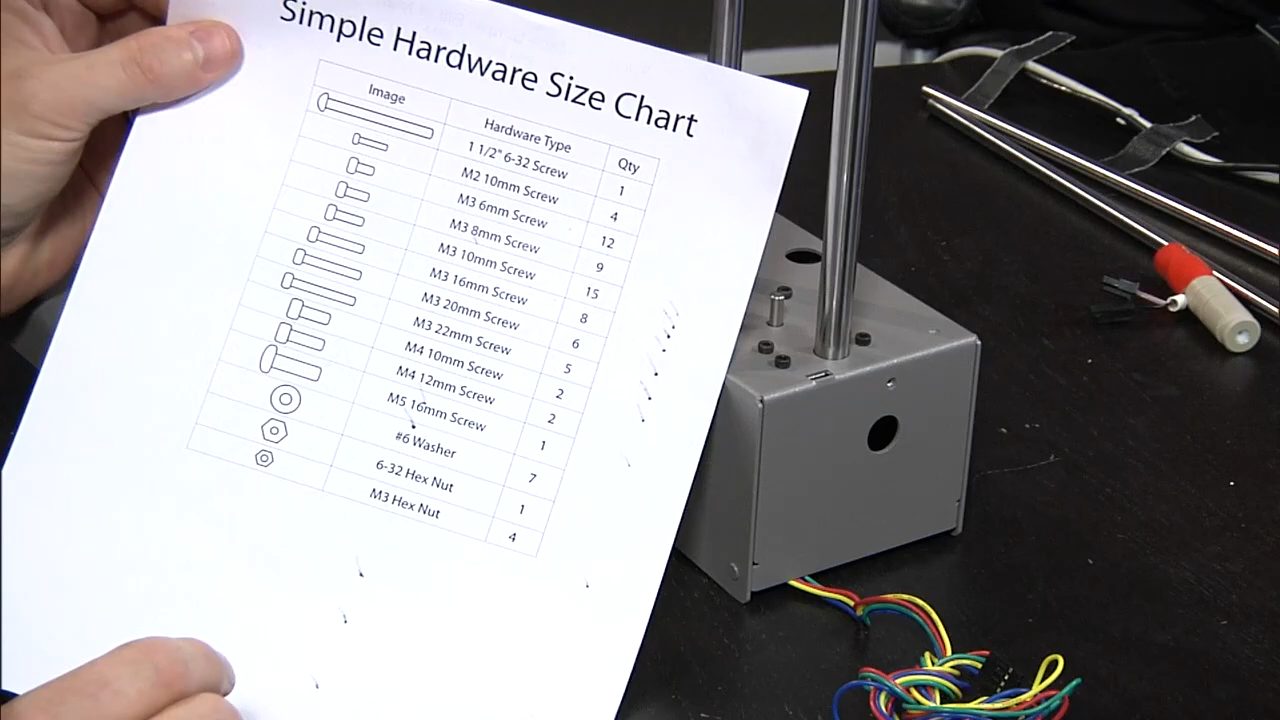 Simple Hardware Size Chart
Image Hardware Type Qty
1 1/2" 6-32 Screw 1
M2 10mm Screw 4
M3 6mm Screw 12
M3 8mm Screw 9
M3 10mm Screw 15
M3 16mm Screw 8
M3 20mm Screw 6
M3 22mm Screw 5
M4 10mm Screw 2
M4 12mm Screw 2
M5 16mm Screw 1
#6 Washer 7
6-32 Hex Nut 1
M3 Hex Nut 4